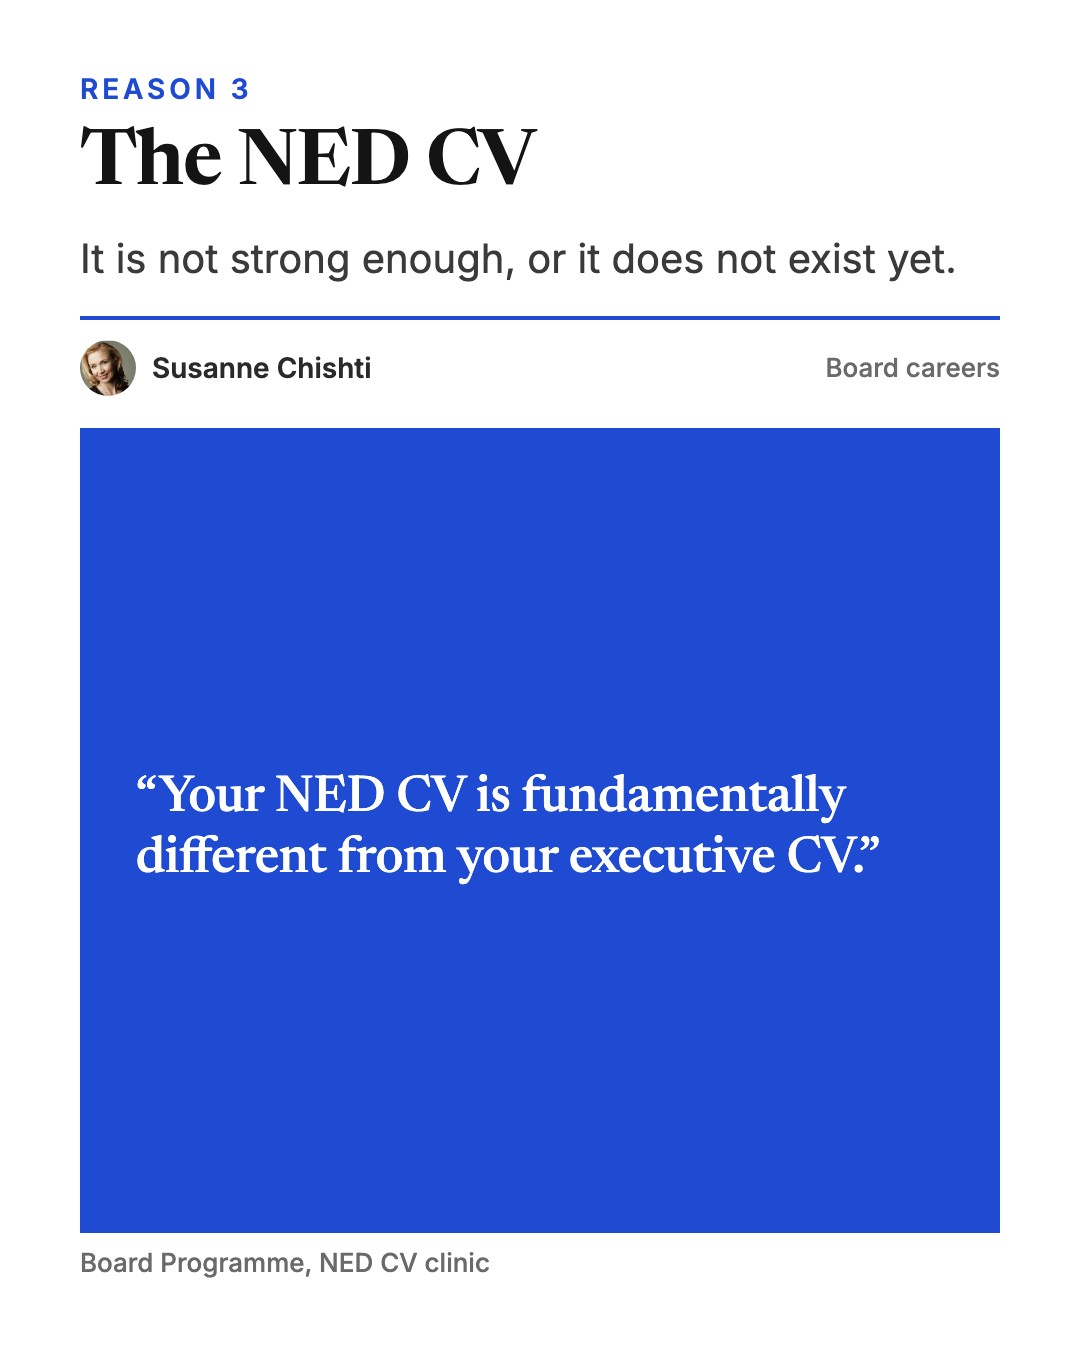 REASON 3
The NED CV
It is not strong enough, or it does not exist yet.
Susanne Chishti
Board careers
“Your NED CV is fundamentally
different from your executive CV.”
Board Programme, NED CV clinic